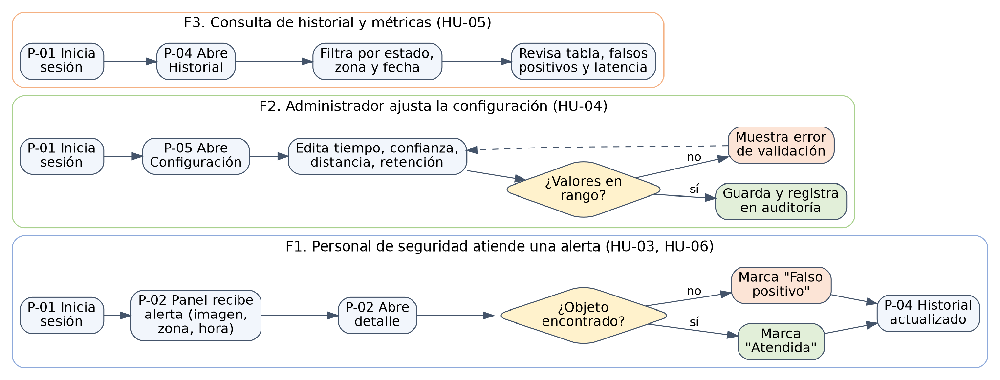 F3. Consulta de historial y métricas (HU-05)
P-01 Inicia
sesión
P-04 Abre
Historial
Filtra por estado,
zona y fecha
Revisa tabla, falsos
positivos y latencia
F2. Administrador ajusta la configuración (HU-04)
P-01 Inicia
sesión
P-05 Abre
Configuración
Edita tiempo, confianza,
distancia, retención
¿Valores en
rango?
no
Muestra error
de validación
sí
Guarda y registra
en auditoría
F1. Personal de seguridad atiende una alerta (HU-03, HU-06)
P-01 Inicia
sesión
P-02 Panel recibe
alerta (imagen,
zona, hora)
P-02 Abre
detalle
¿Objeto
encontrado?
no
Marca "Falso
positivo"
sí
Marca
"Atendida"
P-04 Historial
actualizado